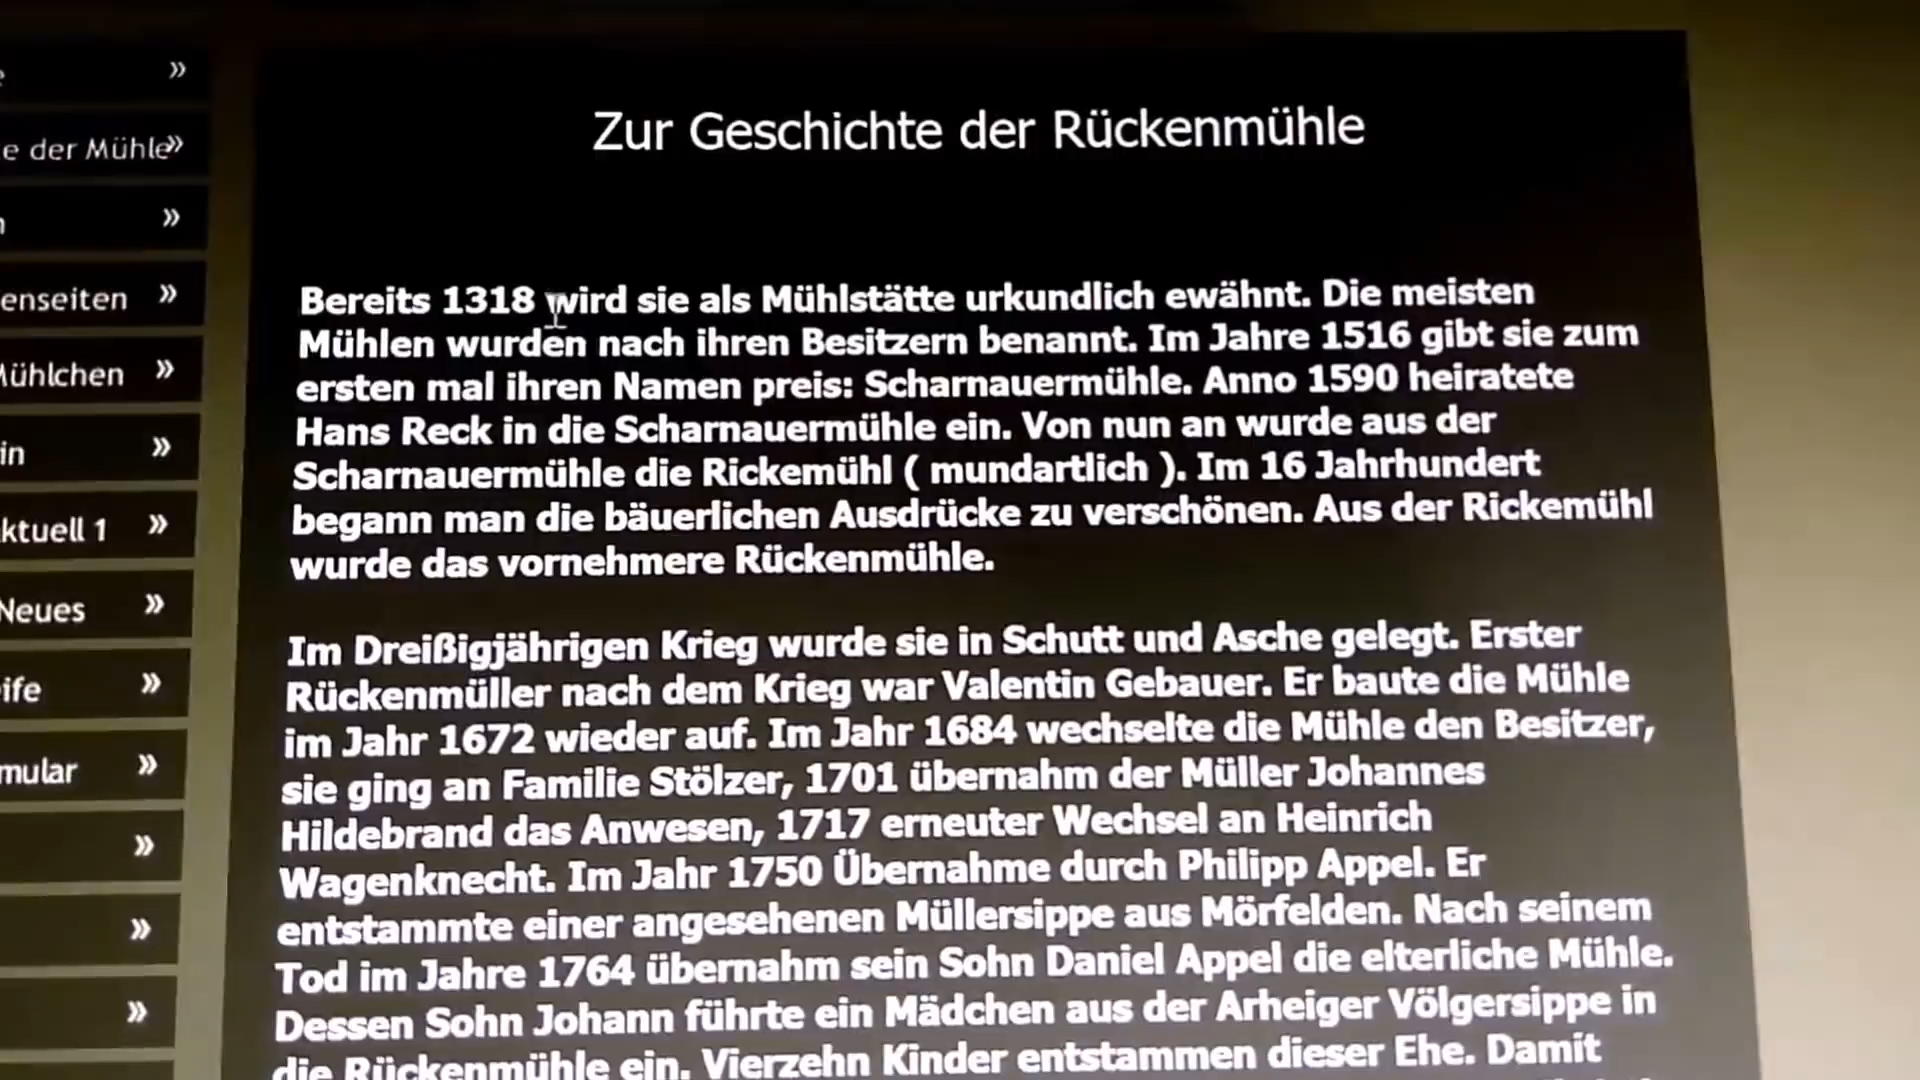 Zur Geschichte der Rückenmühle
e der Mühle»
enseiten »
Mühlchen »
in »
ktuell 1 »
Neues »
ife »
mular »
Bereits 1318 wird sie als Mühlstätte urkundlich ewähnt. Die meisten
Mühlen wurden nach ihren Besitzern benannt. Im Jahre 1516 gibt sie zum
ersten mal ihren Namen preis: Scharnauermühle. Anno 1590 heiratete
Hans Reck in die Scharnauermühle ein. Von nun an wurde aus der
Scharnauermühle die Rickemühl ( mundartlich ). Im 16 Jahrhundert
begann man die bäuerlichen Ausdrücke zu verschönen. Aus der Rickemühl
wurde das vornehmere Rückenmühle.
Im Dreißigjährigen Krieg wurde sie in Schutt und Asche gelegt. Erster
Rückenmüller nach dem Krieg war Valentin Gebauer. Er baute die Mühle
im Jahr 1672 wieder auf. Im Jahr 1684 wechselte die Mühle den Besitzer,
sie ging an Familie Stölzer, 1701 übernahm der Müller Johannes
Hildebrand das Anwesen, 1717 erneuter Wechsel an Heinrich
Wagenknecht. Im Jahr 1750 Übernahme durch Philipp Appel. Er
entstammte einer angesehenen Müllersippe aus Mörfelden. Nach seinem
Tod im Jahre 1764 übernahm sein Sohn Daniel Appel die elterliche Mühle.
Dessen Sohn Johann führte ein Mädchen aus der Arheiger Völgersippe in
die Rückenmühle ein. Vierzehn Kinder entstammen dieser Ehe. Damit